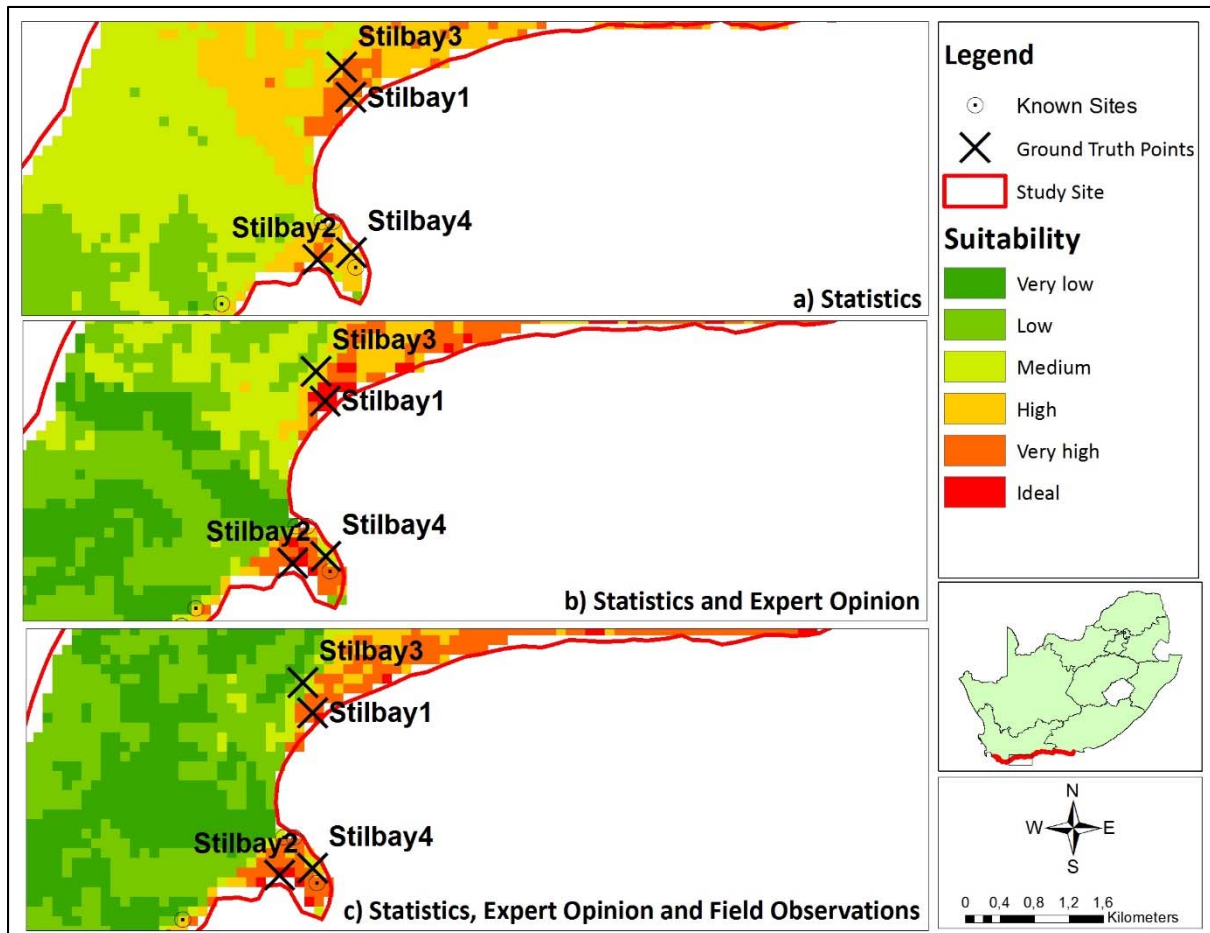 Stilbay3
Stilbay1
Stilbay2
Stilbay4
a) Statistics
Stilbay3
Stilbay1
Stilbay2
Stilbay4
b) Statistics and Expert Opinion
Stilbay3
Stilbay1
Stilbay2
Stilbay4
c) Statistics, Expert Opinion and Field Observations
Legend
Known Sites
Ground Truth Points
Study Site
Suitability
Very low
Low
Medium
High
Very high
Ideal
N
W E
S
0 0,4 0,8 1,2 1,6
Kilometers